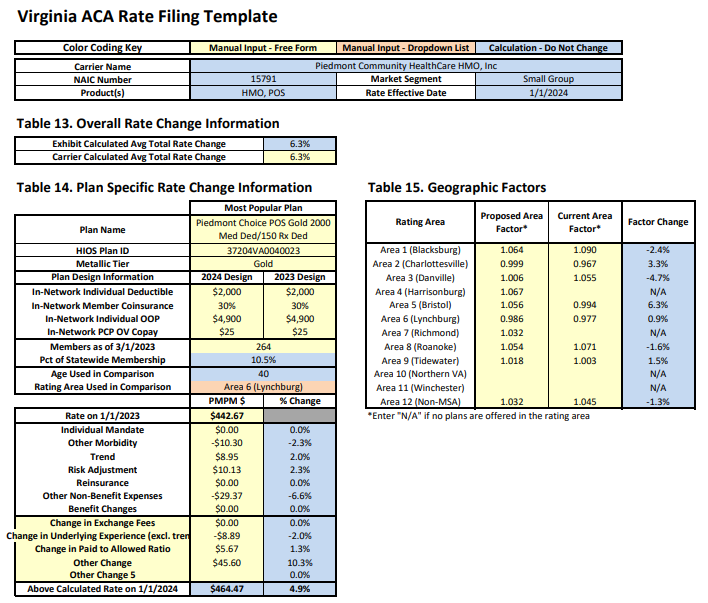 Virginia ACA Rate Filing Template
Color Coding Key Manual Input - Free Form Manual Input - Dropdown List Calculation - Do Not Change
Carrier Name Piedmont Community HealthCare HMO, Inc
NAIC Number 15791 Market Segment Small Group
Product(s) HMO, POS Rate Effective Date 1/1/2024
Table 13. Overall Rate Change Information
Exhibit Calculated Avg Total Rate Change 6.3%
Carrier Calculated Avg Total Rate Change 6.3%
Table 14. Plan Specific Rate Change Information
Most Popular Plan
Plan Name Piedmont Choice POS Gold 2000
Med Ded/150 Rx Ded
HIOS Plan ID 37204VA0040023
Metallic Tier Gold
Plan Design Information 2024 Design 2023 Design
In-Network Individual Deductible $2,000 $2,000
In-Network Member Coinsurance 30% 30%
In-Network Individual OOP $4,900 $4,900
In-Network PCP OV Copay $25 $25
Members as of 3/1/2023 264
Pct of Statewide Membership 10.5%
Age Used in Comparison 40
Rating Area Used in Comparison Area 6 (Lynchburg)
PMPM $ % Change
Rate on 1/1/2023 $442.67
Individual Mandate $0.00 0.0%
Other Morbidity -$10.30 -2.3%
Trend $8.95 2.0%
Risk Adjustment $10.13 2.3%
Reinsurance $0.00 0.0%
Other Non-Benefit Expenses -$29.37 -6.6%
Benefit Changes $0.00 0.0%
Change in Exchange Fees $0.00 0.0%
Change in Underlying Experience (excl. tren -$8.89 -2.0%
Change in Paid to Allowed Ratio $5.67 1.3%
Other Change $45.60 10.3%
Other Change 5 0.0%
Above Calculated Rate on 1/1/2024 $464.47 4.9%
Table 15. Geographic Factors
Rating Area Proposed Area Factor* Current Area Factor* Factor Change
Area 1 (Blacksburg) 1.064 1.090 -2.4%
Area 2 (Charlottesville) 0.999 0.967 3.3%
Area 3 (Danville) 1.006 1.055 -4.7%
Area 4 (Harrisonburg) 1.067 N/A
Area 5 (Bristol) 1.056 0.994 6.3%
Area 6 (Lynchburg) 0.986 0.977 0.9%
Area 7 (Richmond) 1.032 N/A
Area 8 (Roanoke) 1.054 1.071 -1.6%
Area 9 (Tidewater) 1.018 1.003 1.5%
Area 10 (Northern VA) N/A
Area 11 (Winchester) N/A
Area 12 (Non-MSA) 1.032 1.045 -1.3%
*Enter "N/A" if no plans are offered in the rating area